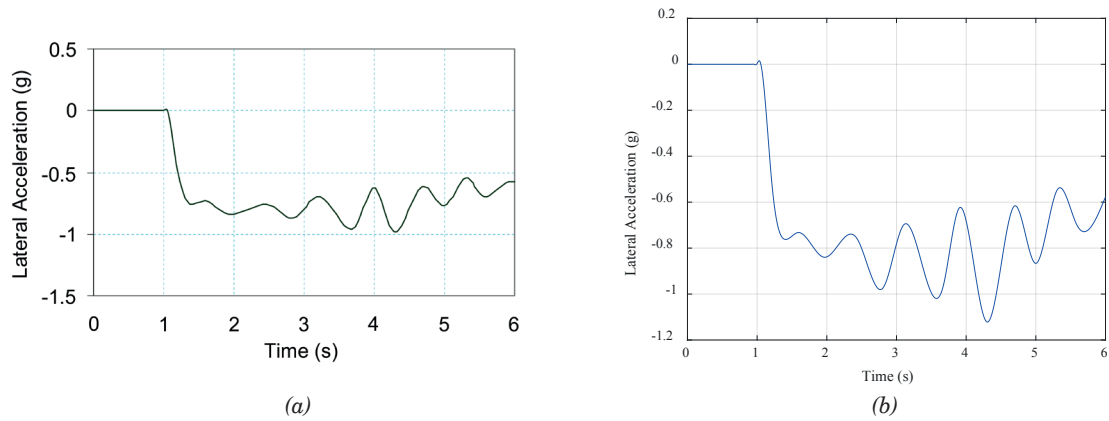 0.5
0
-0.5
-1
-1.5
Lateral Acceleration (g)
0 1 2 3 4 5 6
Time (s)
(a)
0.2
0
-0.2
-0.4
-0.6
-0.8
-1
-1.2
Lateral Acceleration (g)
0 1 2 3 4 5 6
Time (s)
(b)